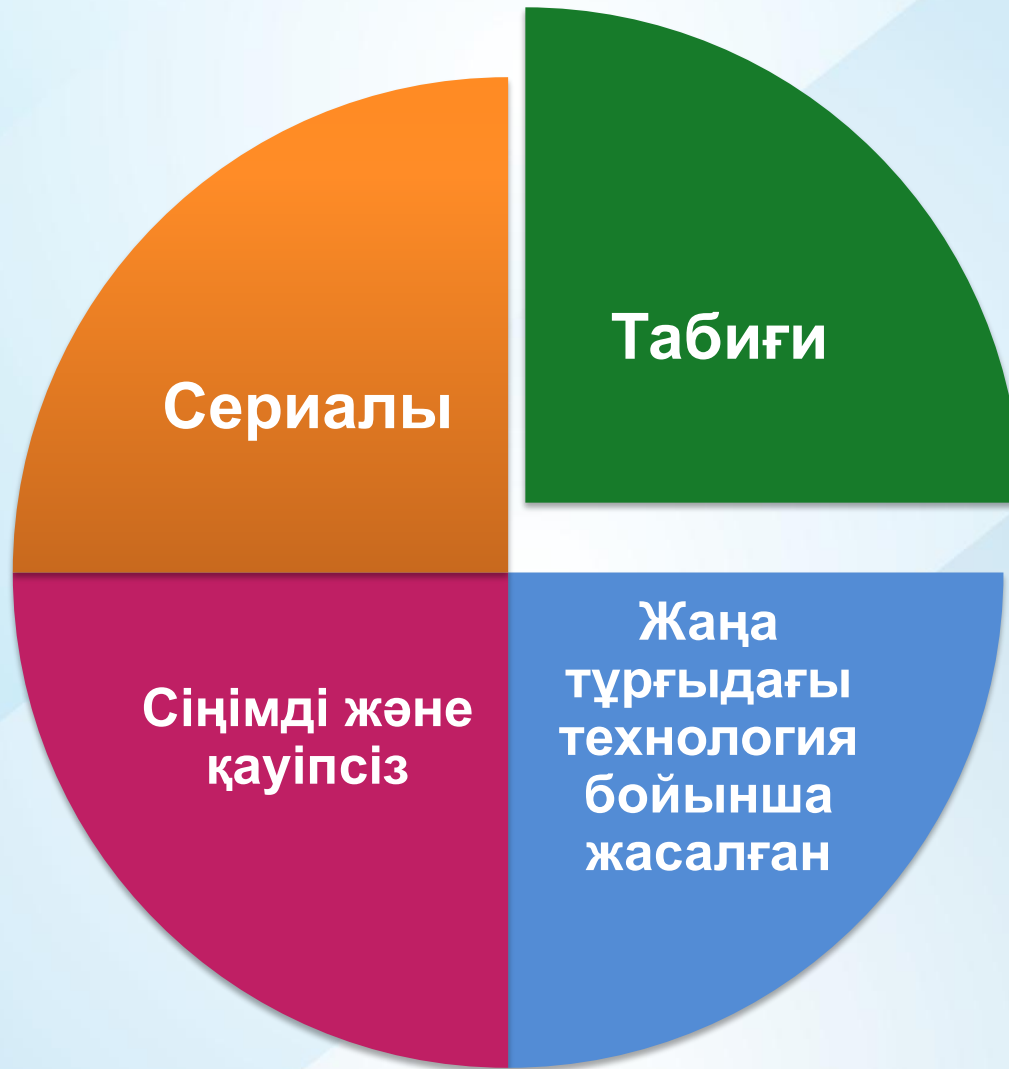 Табиғи
Сериалы
Жаңа
тұрғыдағы
технология
бойынша
жасалған
Сіңімді және
қауіпсіз